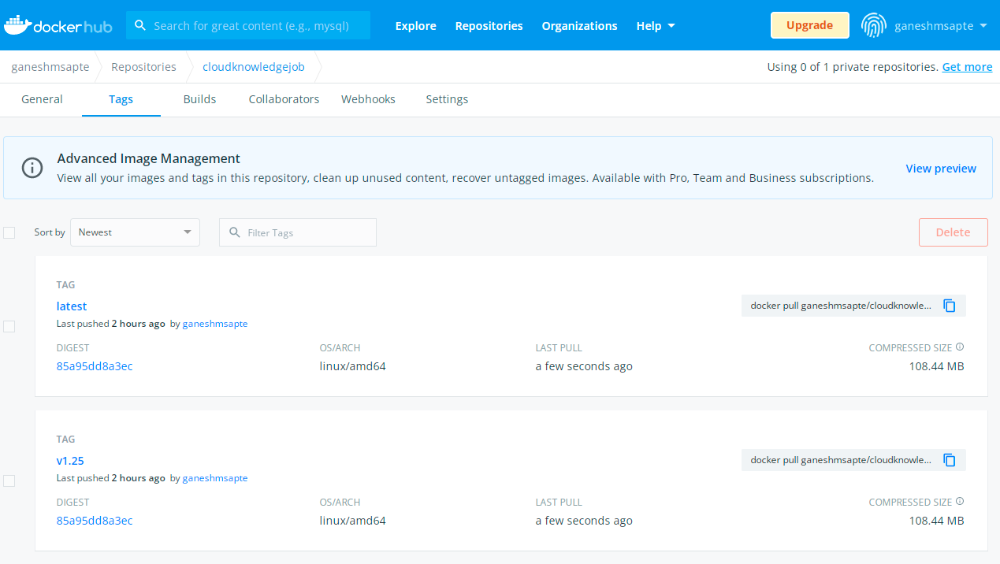 docker hub Search for great content (e.g., mysql) Explore Repositories Organizations Help Upgrade ganeshmsapte
ganeshmsapte Repositories cloudknowledgejob Using 0 of 1 private repositories. Get more
General Tags Builds Collaborators Webhooks Settings
Advanced Image Management
View all your images and tags in this repository, clean up unused content, recover untagged images. Available with Pro, Team and Business subscriptions.
View preview
Sort by Newest Filter Tags Delete
TAG
latest
docker pull ganeshmsapte/cloudknowle...
Last pushed 2 hours ago by ganeshmsapte
DIGEST OS/ARCH LAST PULL COMPRESSED SIZE
85a95dd8a3ec linux/amd64 a few seconds ago 108.44 MB
TAG
v1.25
docker pull ganeshmsapte/cloudknowle...
Last pushed 2 hours ago by ganeshmsapte
DIGEST OS/ARCH LAST PULL COMPRESSED SIZE
85a95dd8a3ec linux/amd64 a few seconds ago 108.44 MB